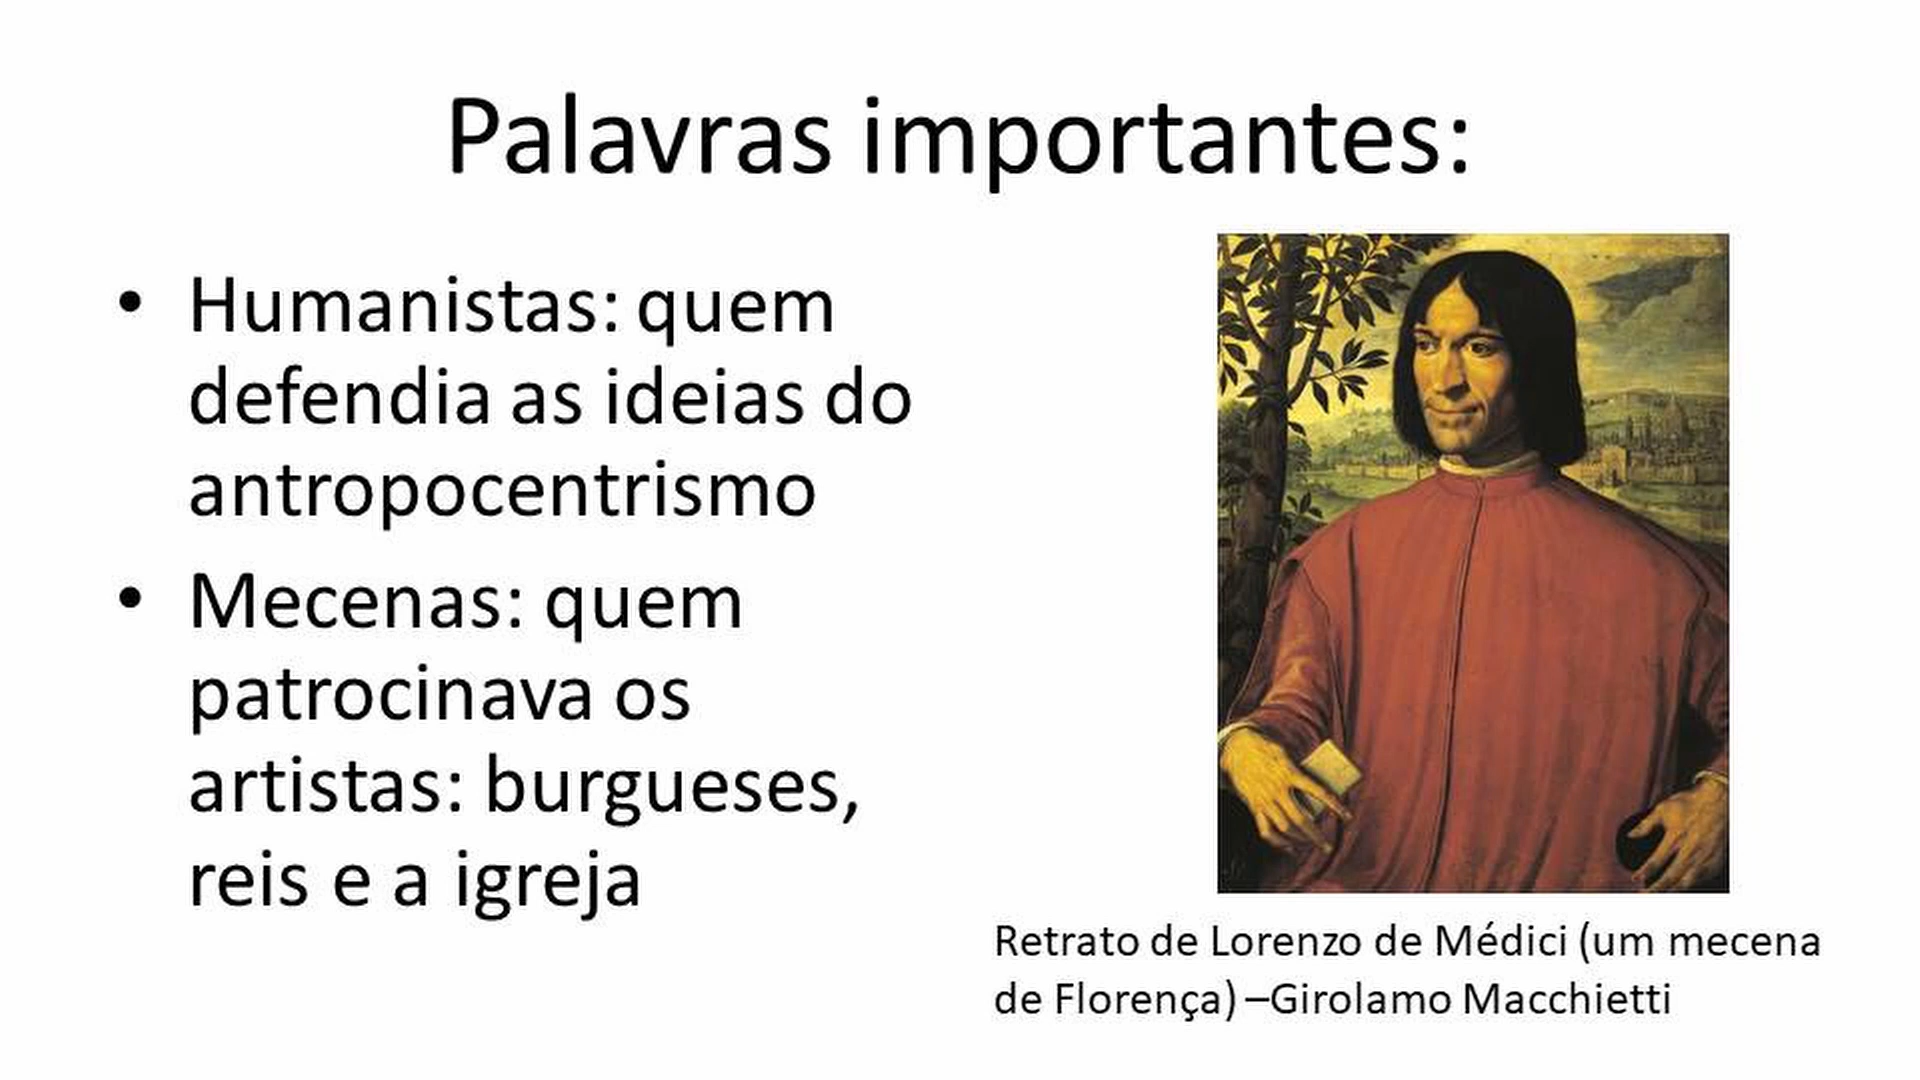 Palavras importantes:
• Humanistas: quem
defendia as ideias do
antropocentrismo
• Mecenas: quem
patrocinava os
artistas: burgueses,
reis e a igreja
Retrato de Lorenzo de Médici (um mecena
de Florença) –Girolamo Macchietti